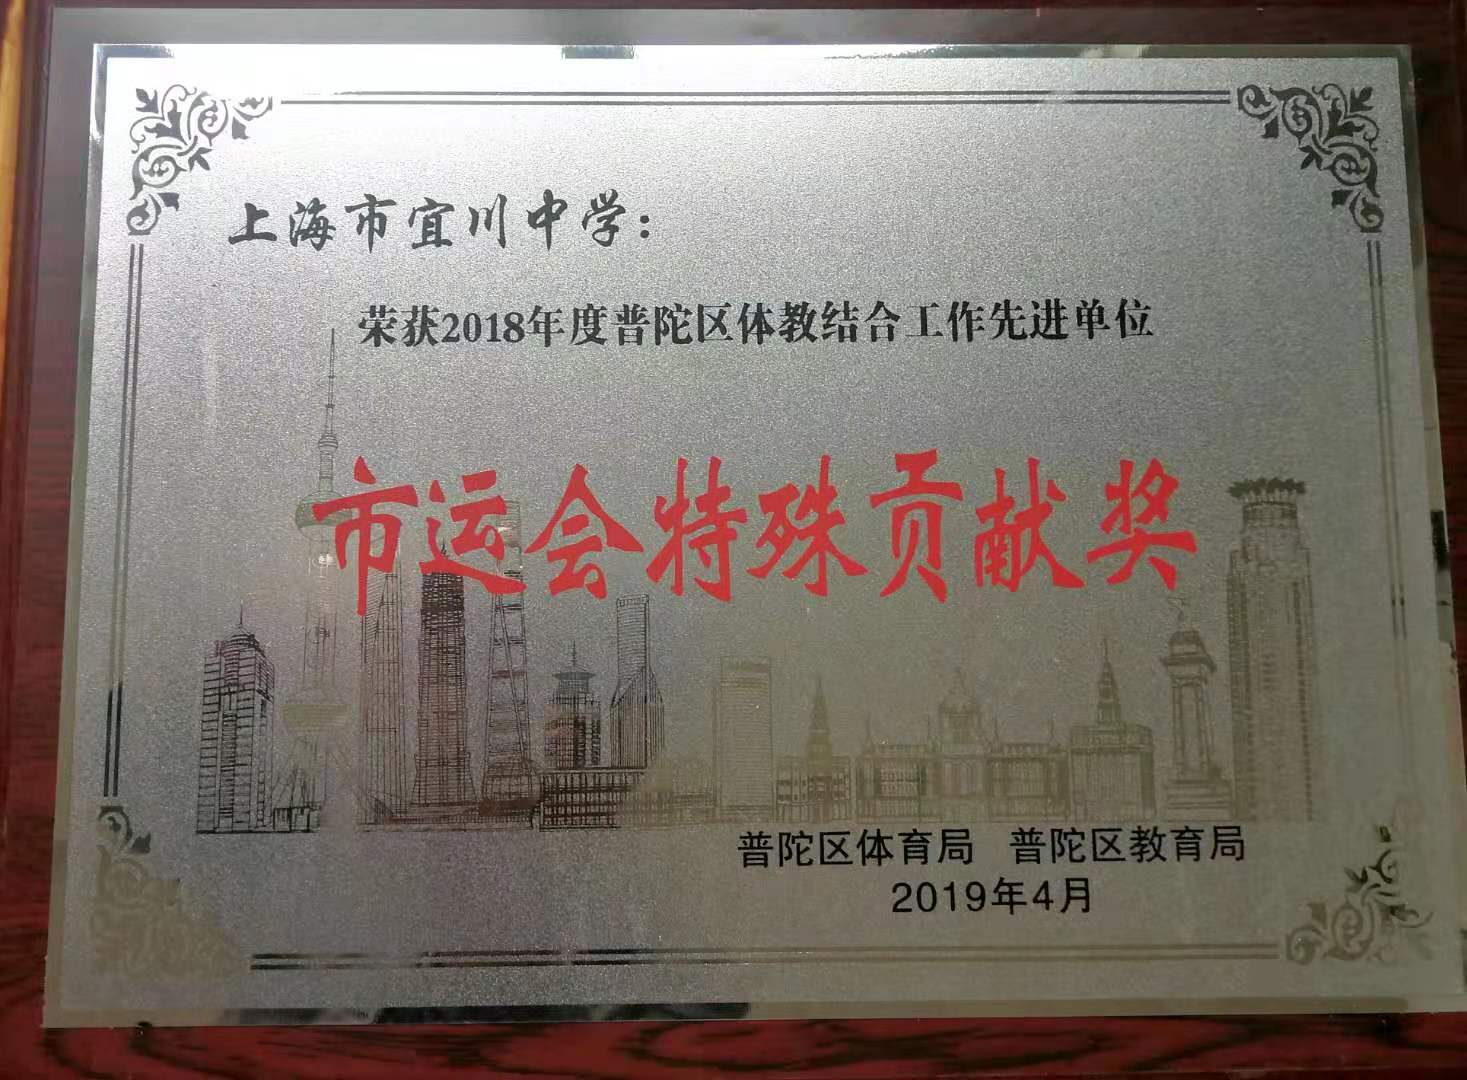 上海市宜川中学：
荣获2018年度普陀区体教结合工作先进单位
市运会特殊贡献奖
普陀区体育局 普陀区教育局
2019年4月